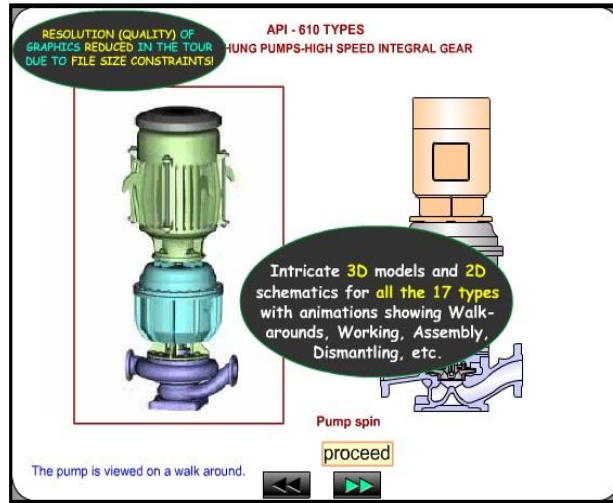 RESOLUTION (QUALITY) OF
GRAPHICS REDUCED IN THE TOUR
DUE TO FILE SIZE CONSTRAINTS!
API - 610 TYPES
HUNG PUMPS-HIGH SPEED INTEGRAL GEAR
Intricate 3D models and 2D
schematics for all the 17 types
with animations showing Walk-
arounds, Working, Assembly,
Dismantling, etc.
Pump spin
proceed
The pump is viewed on a walk around.